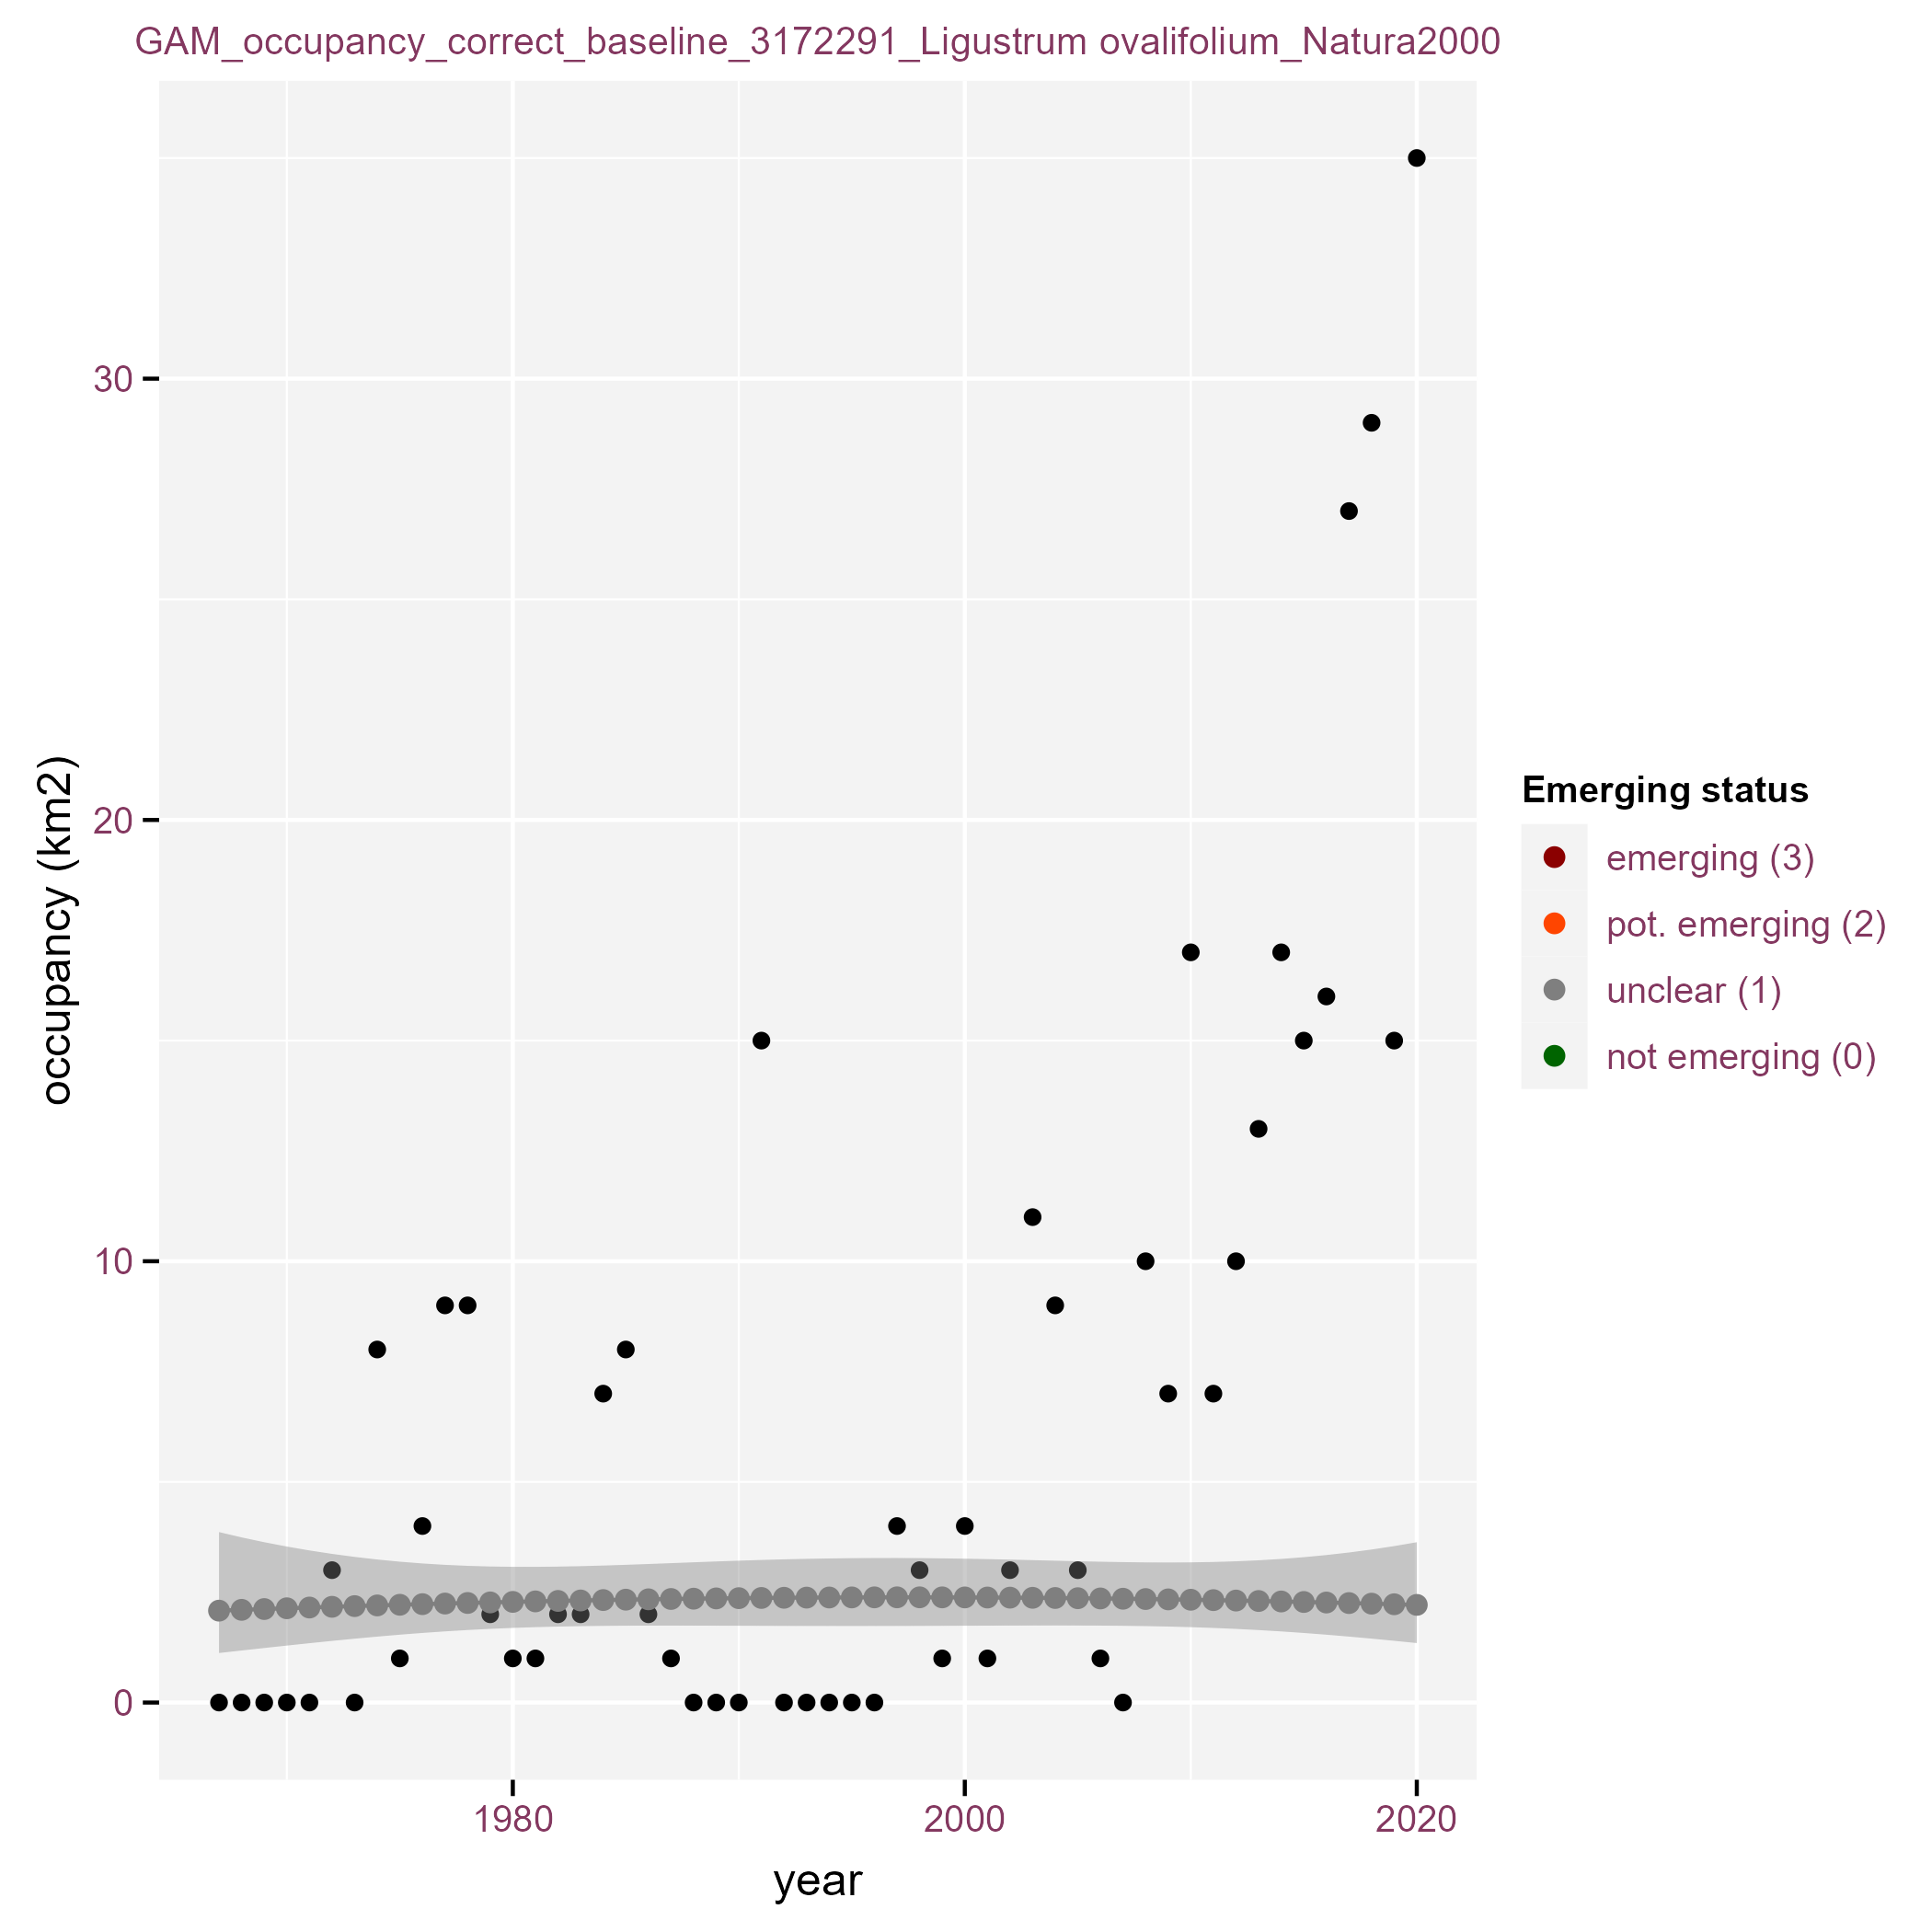 GAM_occupancy_correct_baseline_3172291_Ligustrum ovalifolium_Natura2000
30
20
10
0
occupancy (km2)
1980
2000
2020
year
Emerging status
emerging (3)
pot. emerging (2)
unclear (1)
not emerging (0)